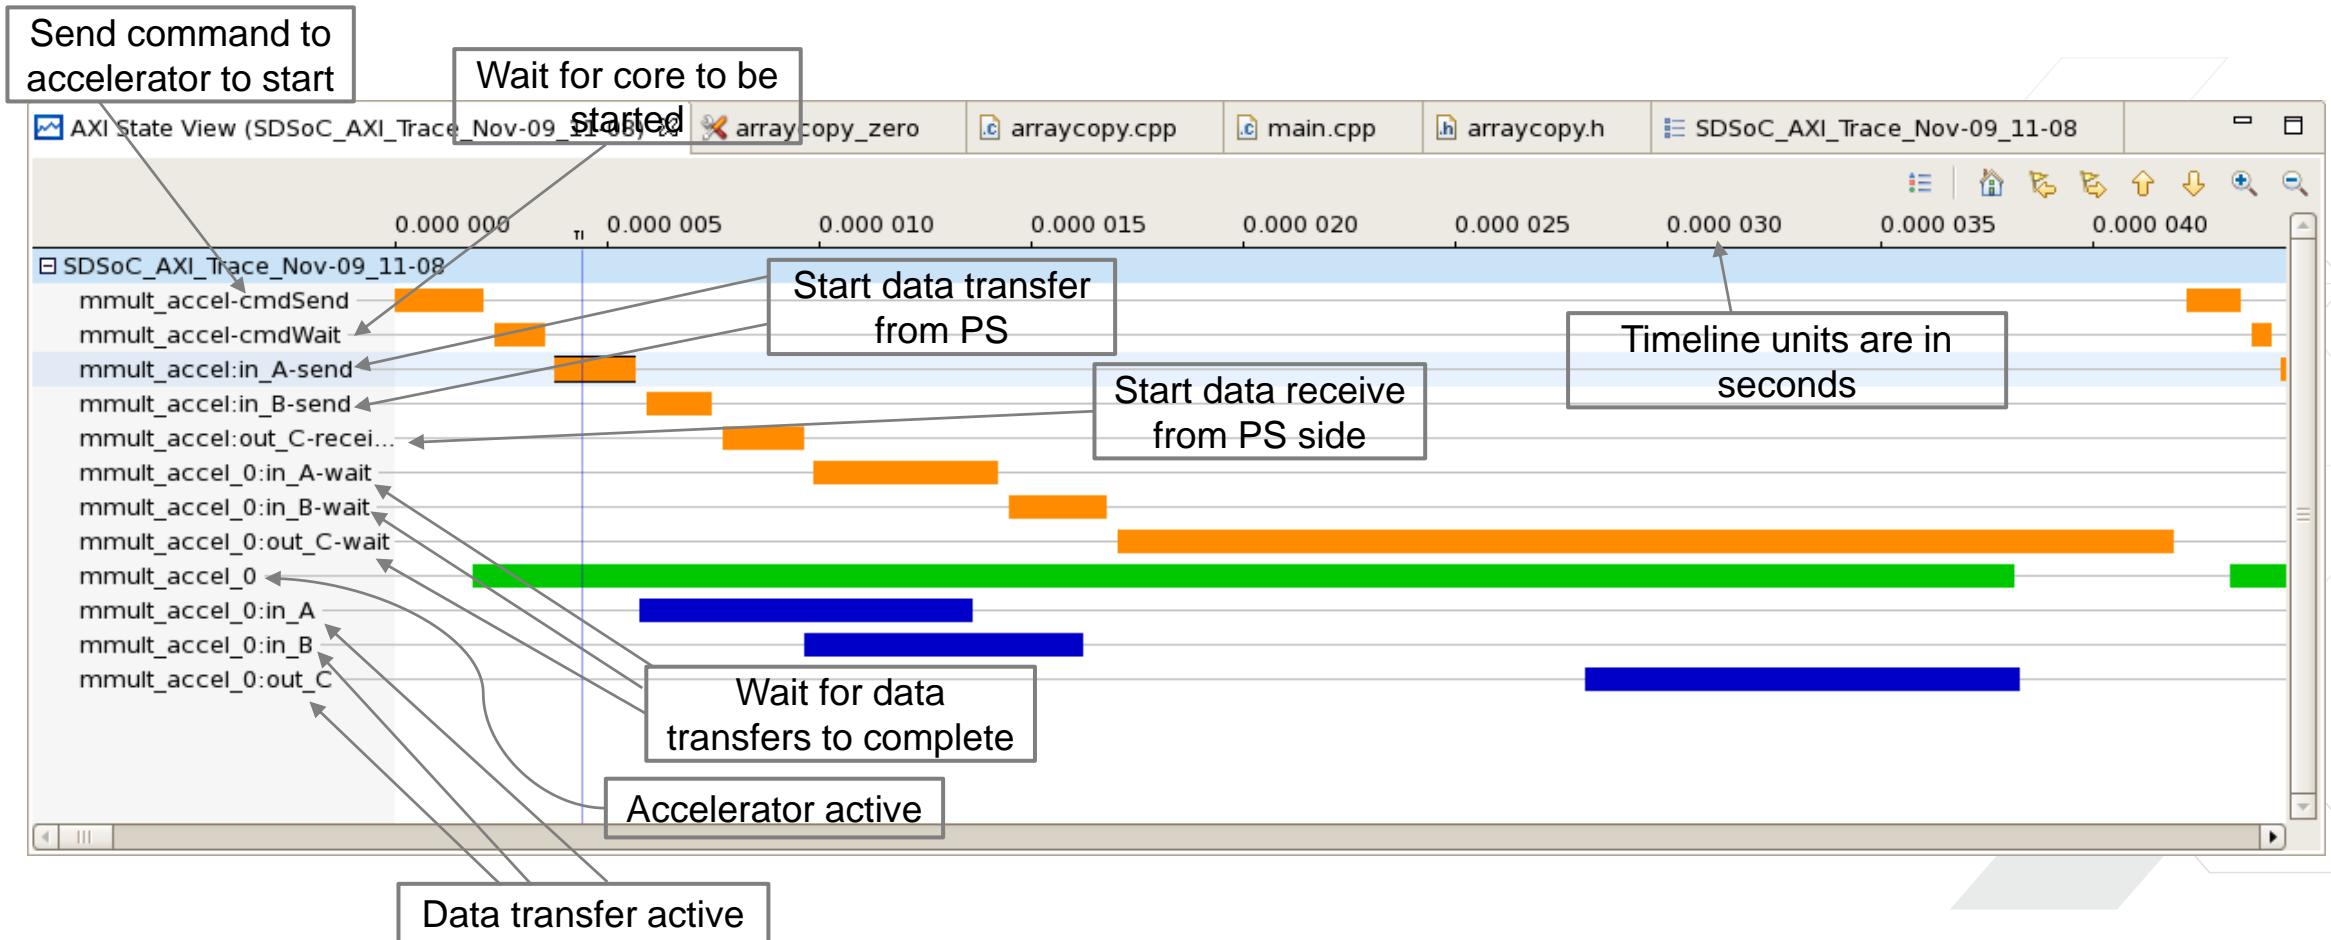 Send command to
accelerator to start
Wait for core to be
started
AXI State View (SDSoC_AXI_Trace_Nov-09_11-08)
arraycopy_zero
arraycopy.cpp
main.cpp
arraycopy.h
SDSoC_AXI_Trace_Nov-09_11-08
0.000 000
TI
0.000 005
0.000 010
0.000 015
0.000 020
0.000 025
0.000 030
0.000 035
0.000 040
SDSoC_AXI_Trace_Nov-09_11-08
mmult_accel-cmdSend
mmult_accel-cmdWait
mmult_accel:in_A-send
mmult_accel:in_B-send
mmult_accel:out_C-recei...
mmult_accel_0:in_A-wait
mmult_accel_0:in_B-wait
mmult_accel_0:out_C-wait
mmult_accel_0
mmult_accel_0:in_A
mmult_accel_0:in_B
mmult_accel_0:out_C
Start data transfer
from PS
Timeline units are in
seconds
Start data receive
from PS side
Wait for data
transfers to complete
Accelerator active
Data transfer active